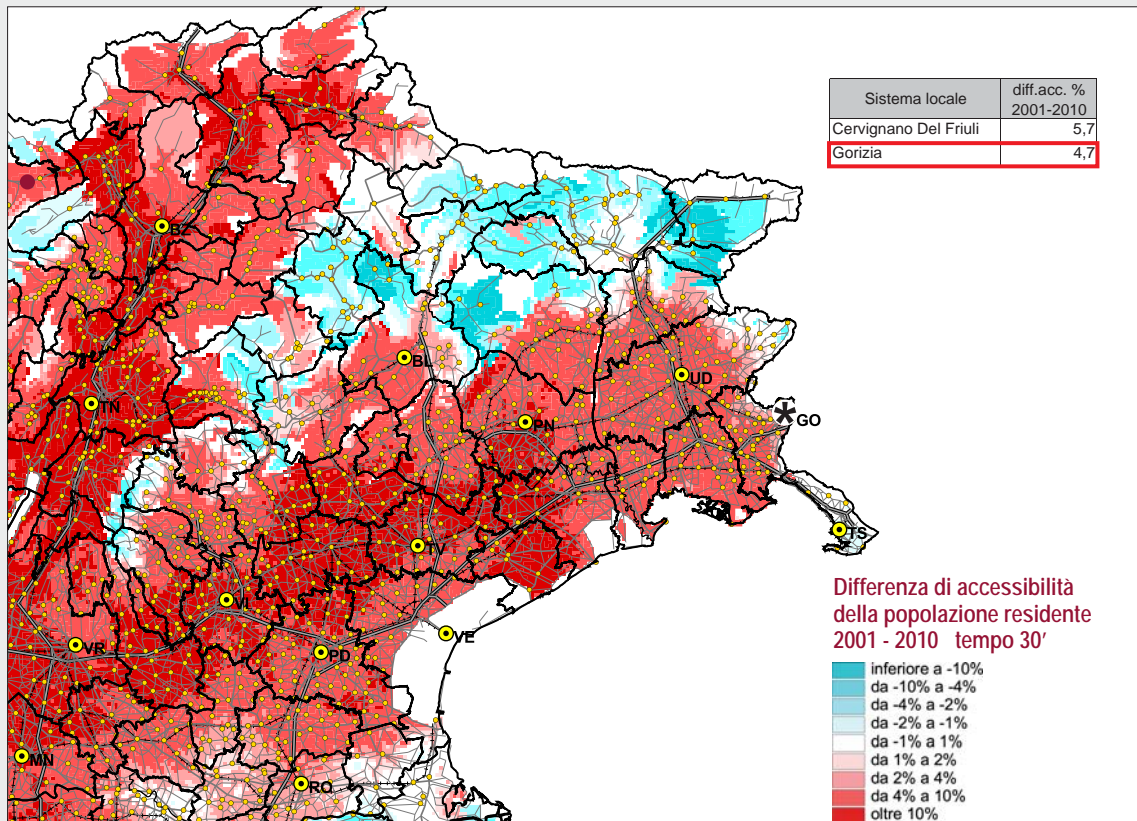 Sistema locale
diff.acc. %
2001-2010
Cervignano Del Friuli 5,7
Gorizia 4,7
BZ
BL
UD
TN
PN
* GO
T
TS
VI
VE
VR
PD
MN
RO
Differenza di accessibilità
della popolazione residente
2001 - 2010 tempo 30'
inferiore a -10%
da -10% a -4%
da -4% a -2%
da -2% a -1%
da -1% a 1%
da 1% a 2%
da 2% a 4%
da 4% a 10%
oltre 10%